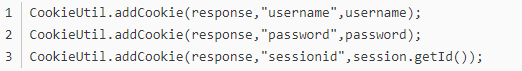 1 CookieUtil.addCookie(response,"username",username);
2 CookieUtil.addCookie(response,"password",password);
3 CookieUtil.addCookie(response,"sessionid",session.getId());